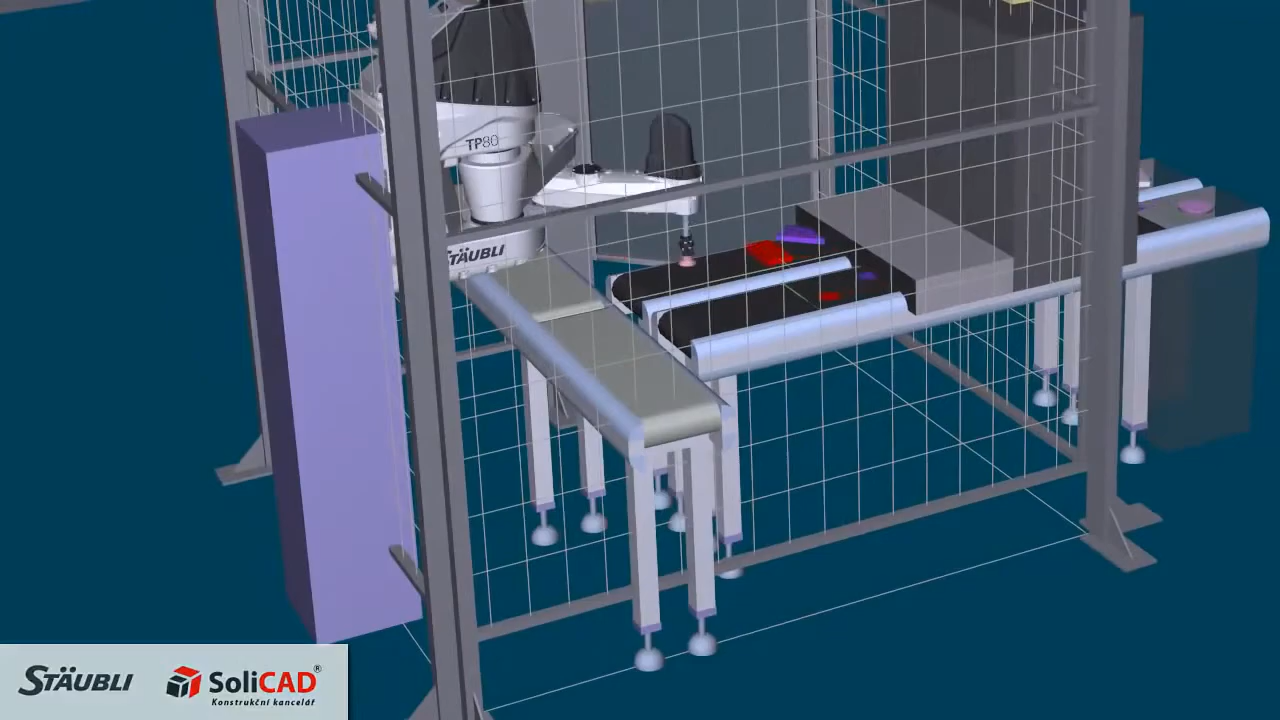 TP80
STÄUBLI
STÄUBLI
SoliCAD®
Konstrukční kancelář